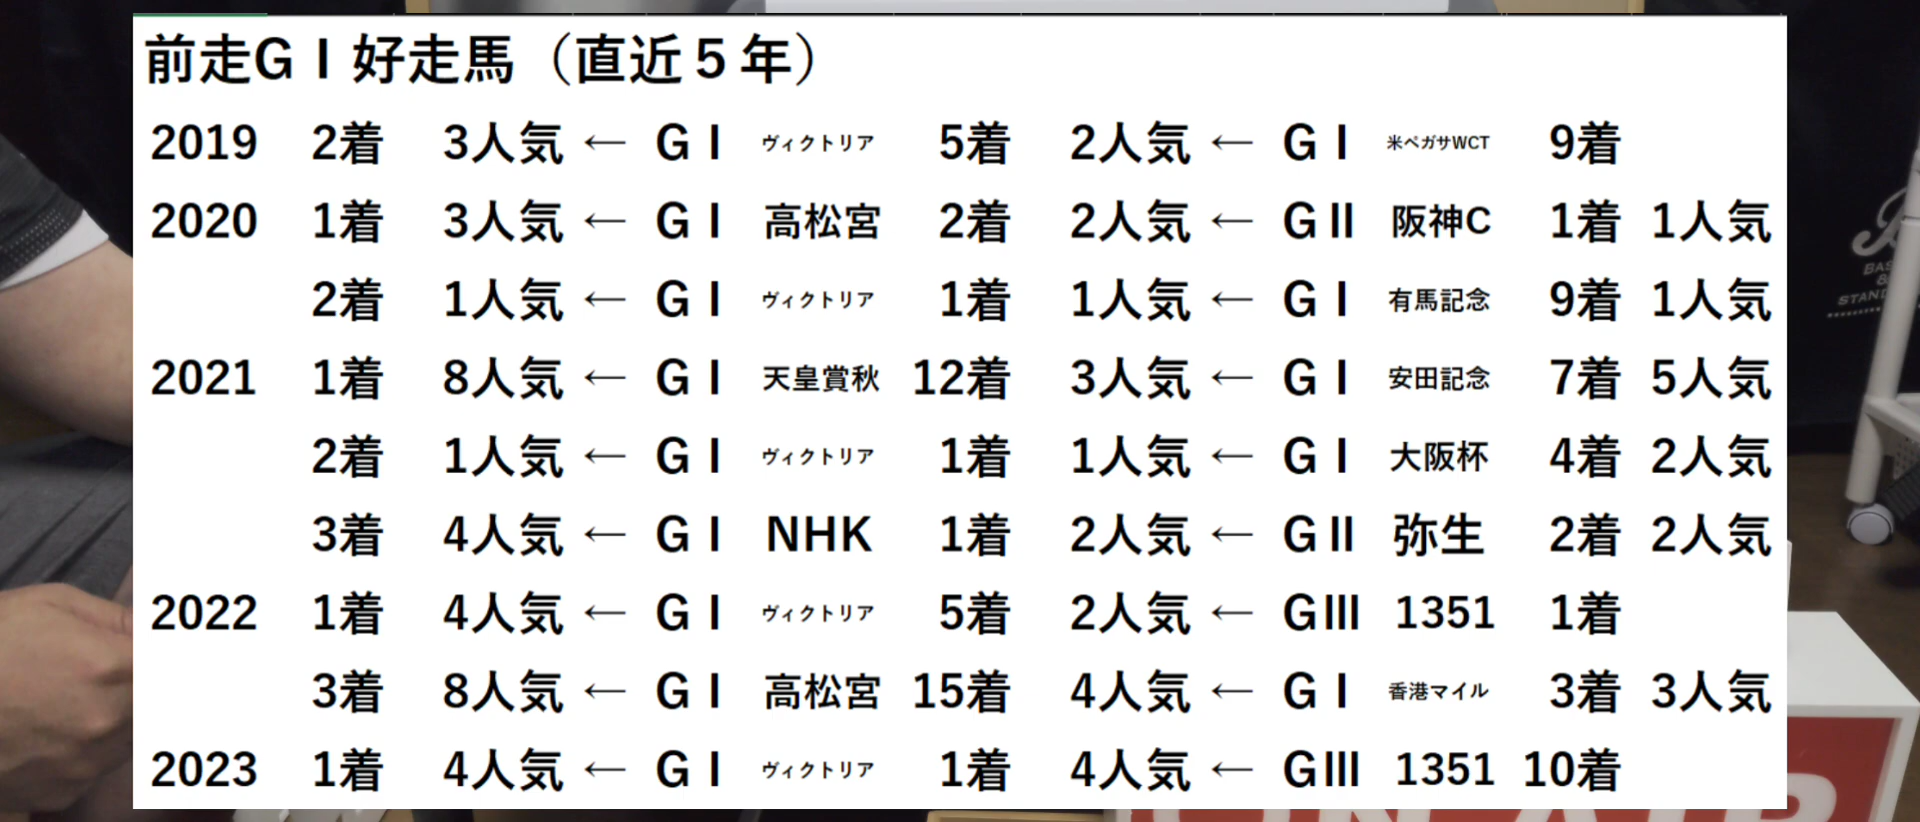 前走GⅠ好走馬（直近５年）
2019 2着 3人気 ← GⅠ ヴィクトリア 5着 2人気 ← GⅠ 米ペガサWCT 9着
2020 1着 3人気 ← GⅠ 高松宮 2着 2人気 ← GⅡ 阪神C 1着 1人気
2着 1人気 ← GⅠ ヴィクトリア 1着 1人気 ← GⅠ 有馬記念 9着 1人気
2021 1着 8人気 ← GⅠ 天皇賞秋 12着 3人気 ← GⅠ 安田記念 7着 5人気
2着 1人気 ← GⅠ ヴィクトリア 1着 1人気 ← GⅠ 大阪杯 4着 2人気
3着 4人気 ← GⅠ NHK 1着 2人気 ← GⅡ 弥生 2着 2人気
2022 1着 4人気 ← GⅠ ヴィクトリア 5着 2人気 ← GⅢ 1351 1着
3着 8人気 ← GⅠ 高松宮 15着 4人気 ← GⅠ 香港マイル 3着 3人気
2023 1着 4人気 ← GⅠ ヴィクトリア 1着 4人気 ← GⅢ 1351 10着